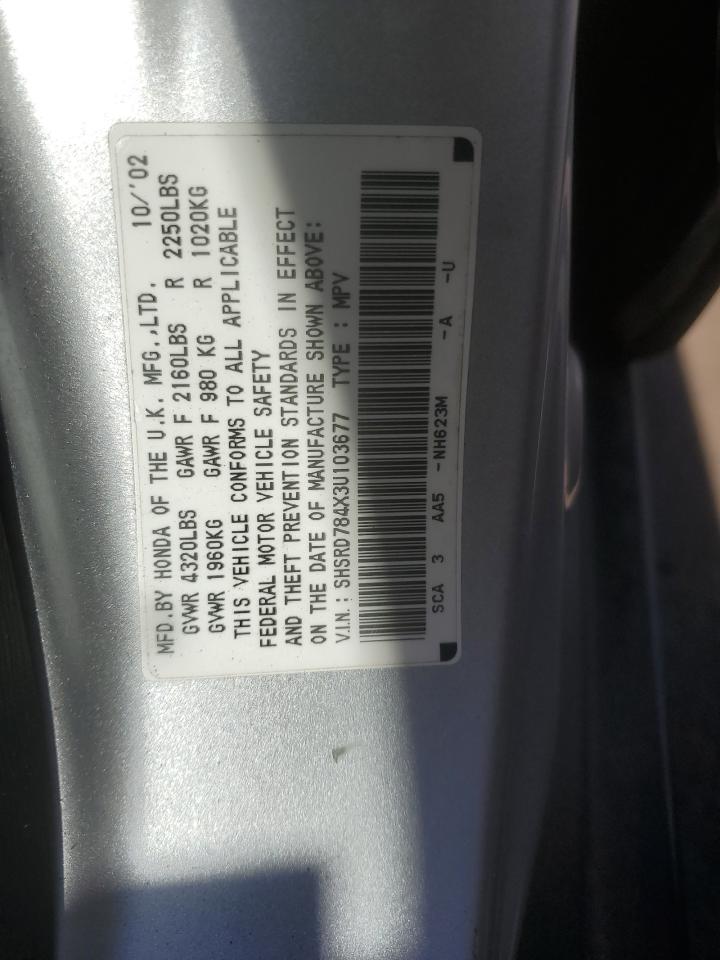 MFD.BY HONDA OF THE U.K. MFG.,LTD. 10/'02
GVWR 4320LBS GAWR F 2160LBS R 2250LBS
GVWR 1960KG GAWR F 980 KG R 1020KG
THIS VEHICLE CONFORMS TO ALL APPLICABLE
FEDERAL MOTOR VEHICLE SAFETY
AND THEFT PREVENTION STANDARDS IN EFFECT
ON THE DATE OF MANUFACTURE SHOWN ABOVE:
V.I.N.: SHSRD784X3U103677 TYPE : MPV
SCA 3 AA5 -NH623M -A -U